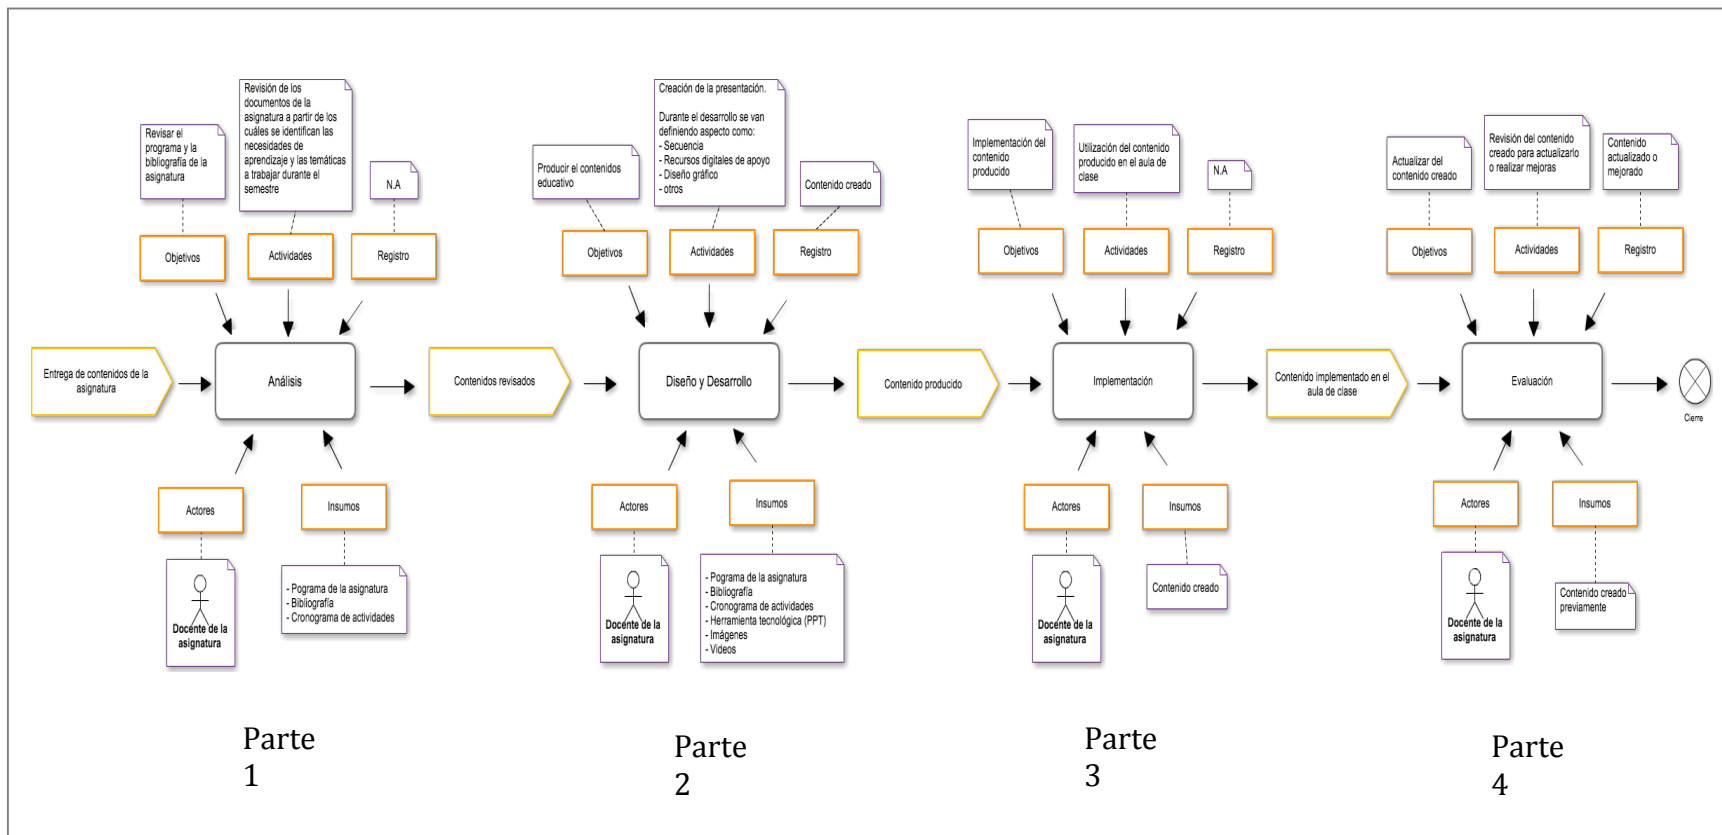 Revisar el
programa y la
bibliografía de la
asignatura
Revisión de los
documentos de la
asignatura a partir de los
cuáles se identifican las
necesidades de
aprendizaje y las temáticas
a trabajar durante el
semestre
N.A
Objetivos
Actividades
Registro
Entrega de contenidos de la
asignatura
Análisis
Actores
Insumos
Docente de la
asignatura
- Pograma de la asignatura
- Bibliografía
- Cronograma de actividades
Parte
1
Producir el contenidos
educativo
Creación de la presentación.
Durante el desarrollo se van
definiendo aspecto como:
- Secuencia
- Recursos digitales de apoyo
- Diseño gráfico
- otros
Contenido creado
Objetivos
Actividades
Registro
Contenidos revisados
Diseño y Desarrollo
Actores
Insumos
Docente de la
asignatura
- Pograma de la asignatura
- Bibliografía
- Cronograma de actividades
- Herramienta tecnológica (PPT)
- Imágenes
- Videos
Parte
2
Implementación del
contenido
producido
Utilización del contenido
producido en el aula de
clase
N.A
Objetivos
Actividades
Registro
Contenido producido
Implementación
Actores
Insumos
Docente de la
asignatura
Contenido creado
Parte
3
Actualizar del
contenido creado
Revisión del contenido
creado para actualizarlo
o realizar mejoras
Contenido
actualizado o
mejorado
Objetivos
Actividades
Registro
Contenido implementado en el
aula de clase
Evaluación
Cierre
Actores
Insumos
Docente de la
asignatura
Contenido creado
previamente
Parte
4